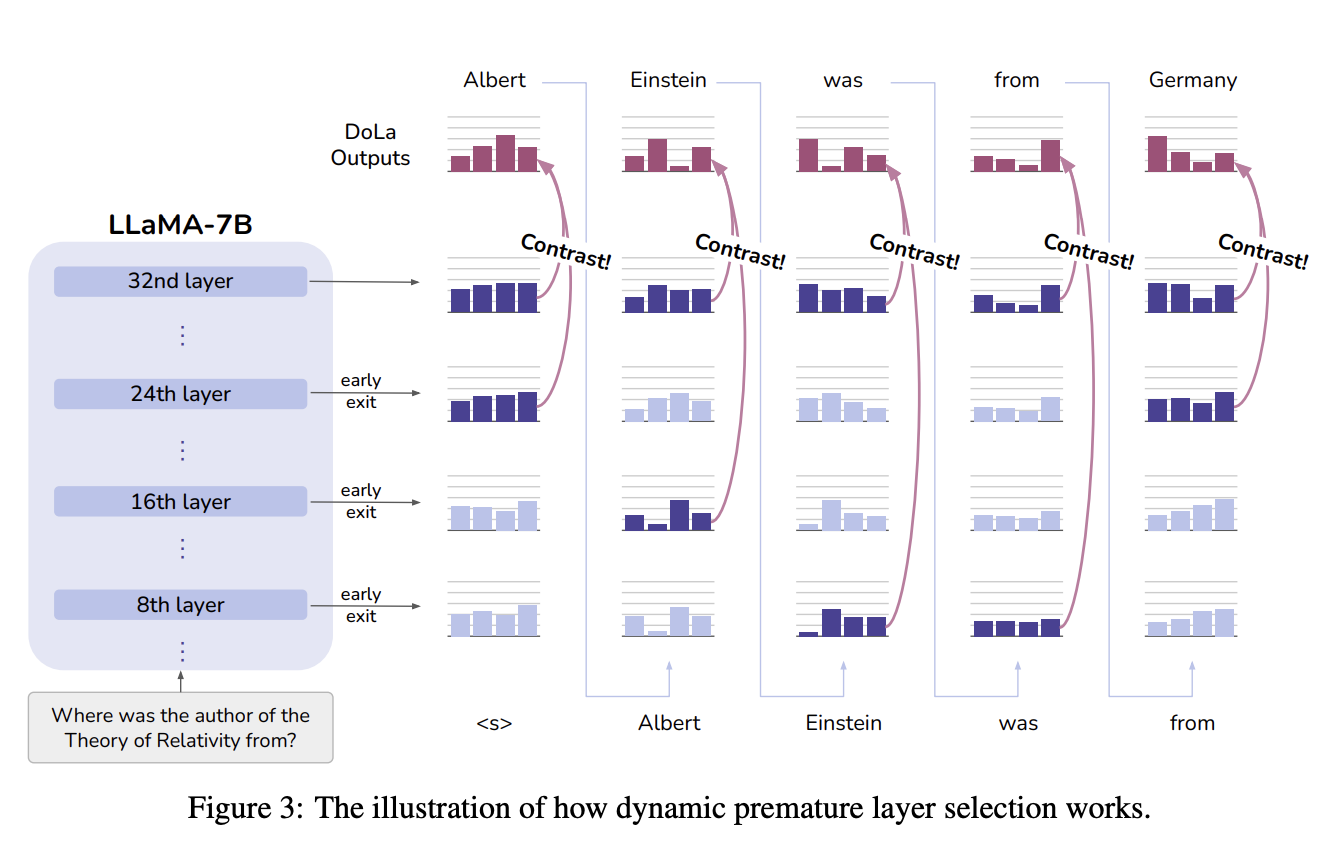 Albert Einstein was from Germany
DoLa
Outputs
LLaMA-7B
Contrast! Contrast! Contrast! Contrast! Contrast!
32nd layer
24th layer
early
exit
16th layer
early
exit
8th layer
early
exit
Where was the author of the
Theory of Relativity from?
<s> Albert Einstein was from
Figure 3: The illustration of how dynamic premature layer selection works.